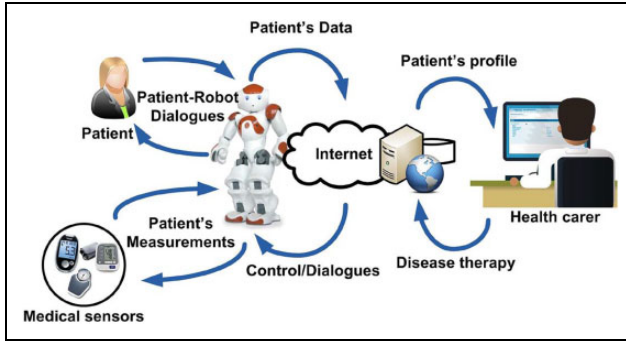 Patient's Data
Patient's profile
Patient-Robot
Dialogues
Patient
Internet
Health carer
Patient's
Measurements
Control/Dialogues
Disease therapy
Medical sensors